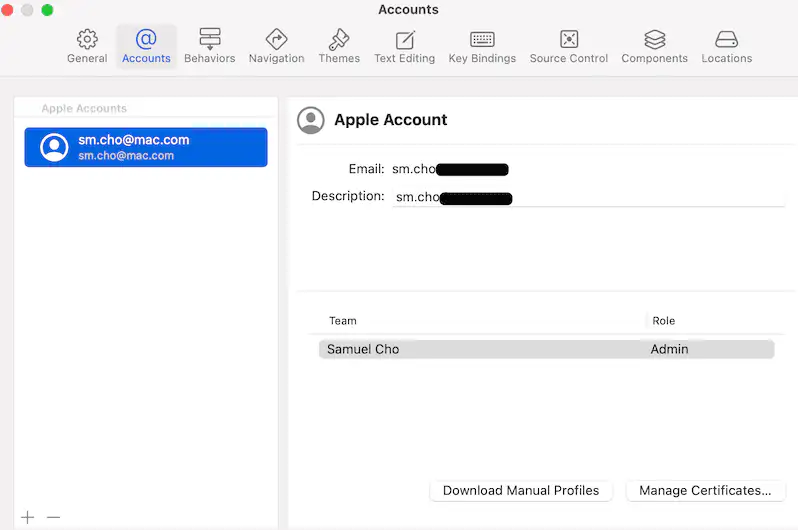 Accounts
General Accounts Behaviors Navigation Themes Text Editing Key Bindings Source Control Components Locations
Apple Accounts
sm.cho@mac.com
sm.cho@mac.com
Apple Account
Email: sm.cho
Description: sm.cho
Team Role
Samuel Cho Admin
Download Manual Profiles Manage Certificates...